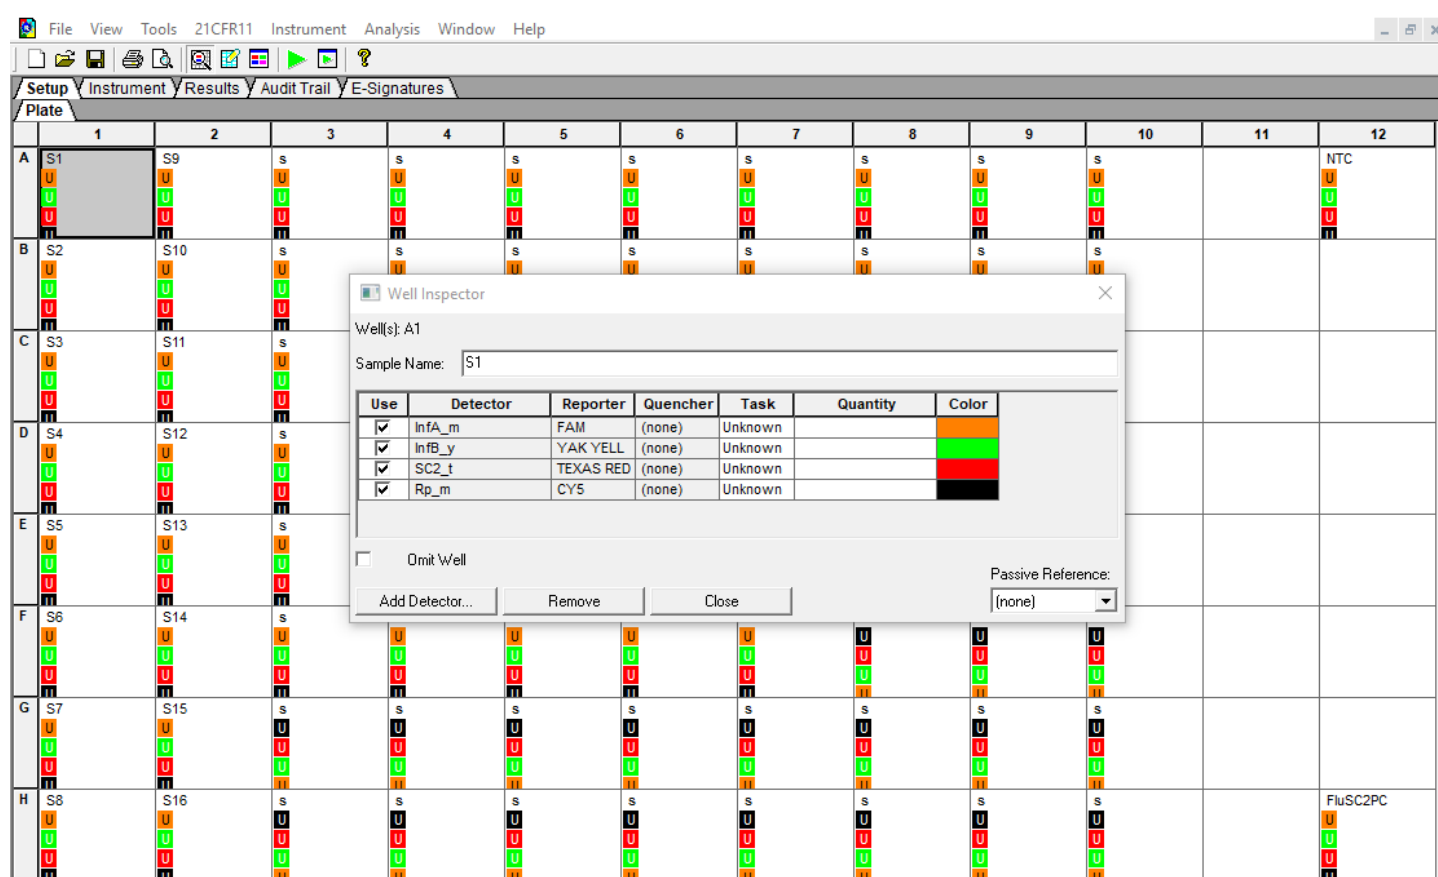 File View Tools 21CFR11 Instrument Analysis Window Help
Setup Instrument Results Audit Trail E-Signatures
Plate
1 2 3 4 5 6 7 8 9 10 11 12
A S1 S9 s s s s s s s s NTC
U U U U U U U U U U U
U U U U U U U U U U U
U U U U U U U U U U U
U U U U U U U U U U U
B S2 S10 s s s s s s s s
U U U U U U U U U U
U U U
U U U
U U U
C S3 S11 s
U U U
U U U
U U U
U U U
D S4 S12 s
U U U
U U U
U U U
U U U
E S5 S13 s
U U U
U U U
U U U
U U U
F S6 S14 s
U U U U U U U U U U
U U U U U U U U U U
U U U U U U U U U U
U U U U U U U U U U
G S7 S15 s s s s s s s s
U U U U U U U U U U
U U U U U U U U U U
U U U U U U U U U U
U U U U U U U U U U
H S8 S16 s s s s s s s s FluSC2PC
U U U U U U U U U U U
U U U U U U U U U U U
U U U U U U U U U U U
U U U U U U U U U U U
Well Inspector
Well(s): A1
Sample Name: S1
Use Detector Reporter Quencher Task Quantity Color
InfA_m FAM (none) Unknown
InfB_y YAK YELL (none) Unknown
SC2_t TEXAS RED (none) Unknown
Rp_m CY5 (none) Unknown
Omit Well
Passive Reference:
Add Detector... Remove Close (none)